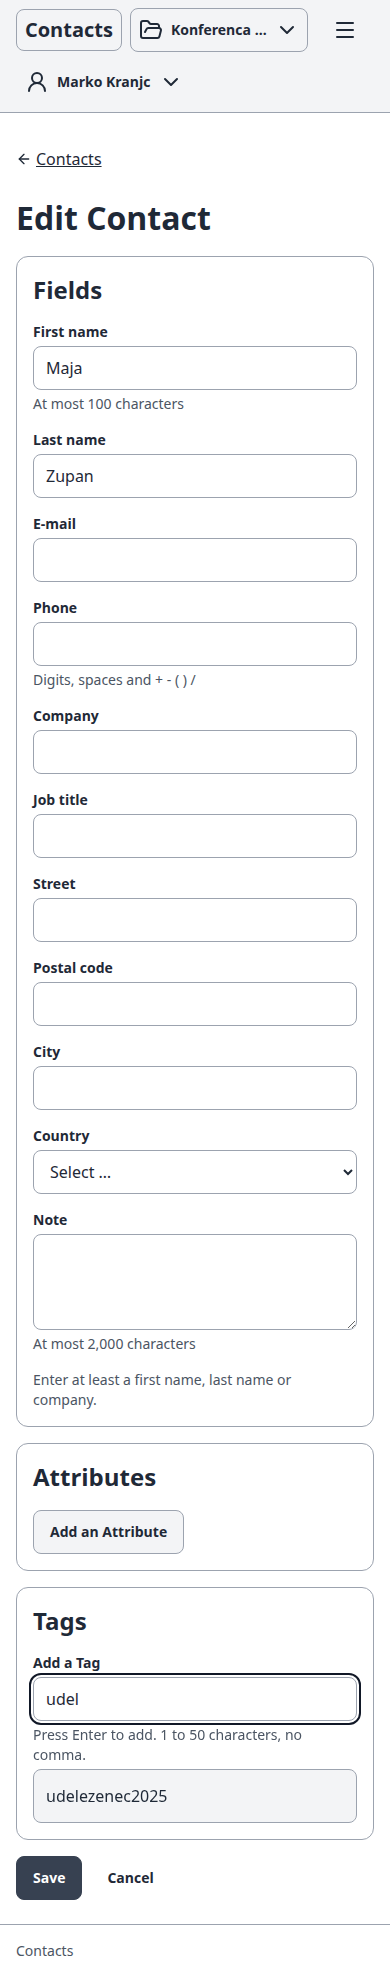 Contacts
Konferenca ...
Marko Kranjc
Contacts
Edit Contact
Fields
First name
Maja
At most 100 characters
Last name
Zupan
E-mail
Phone
Digits, spaces and + - ( ) /
Company
Job title
Street
Postal code
City
Country
Select ...
Note
At most 2,000 characters
Enter at least a first name, last name or
company.
Attributes
Add an Attribute
Tags
Add a Tag
udel
Press Enter to add. 1 to 50 characters, no
comma.
udelezenec2025
Save
Cancel
Contacts